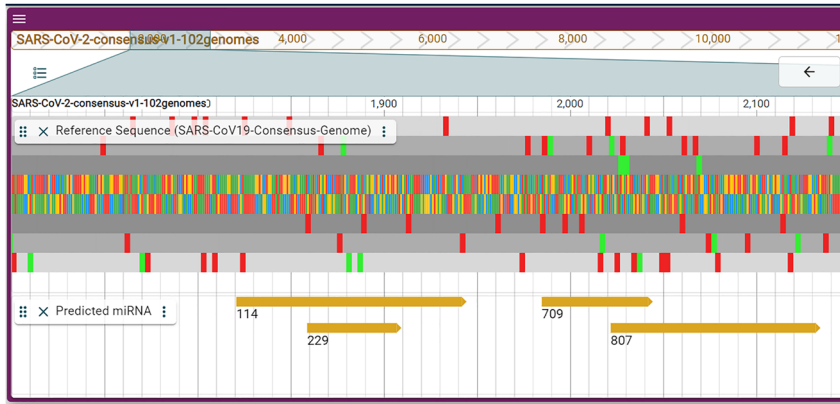 SARS-CoV-2-consensus-v1-102genomes
2,000 4,000 6,000 8,000 10,000
SARS-CoV-2-consensus-v1-102genomes
1,900 2,000 2,100
Reference Sequence (SARS-CoV19-Consensus-Genome)
Predicted miRNA
114
709
229
807